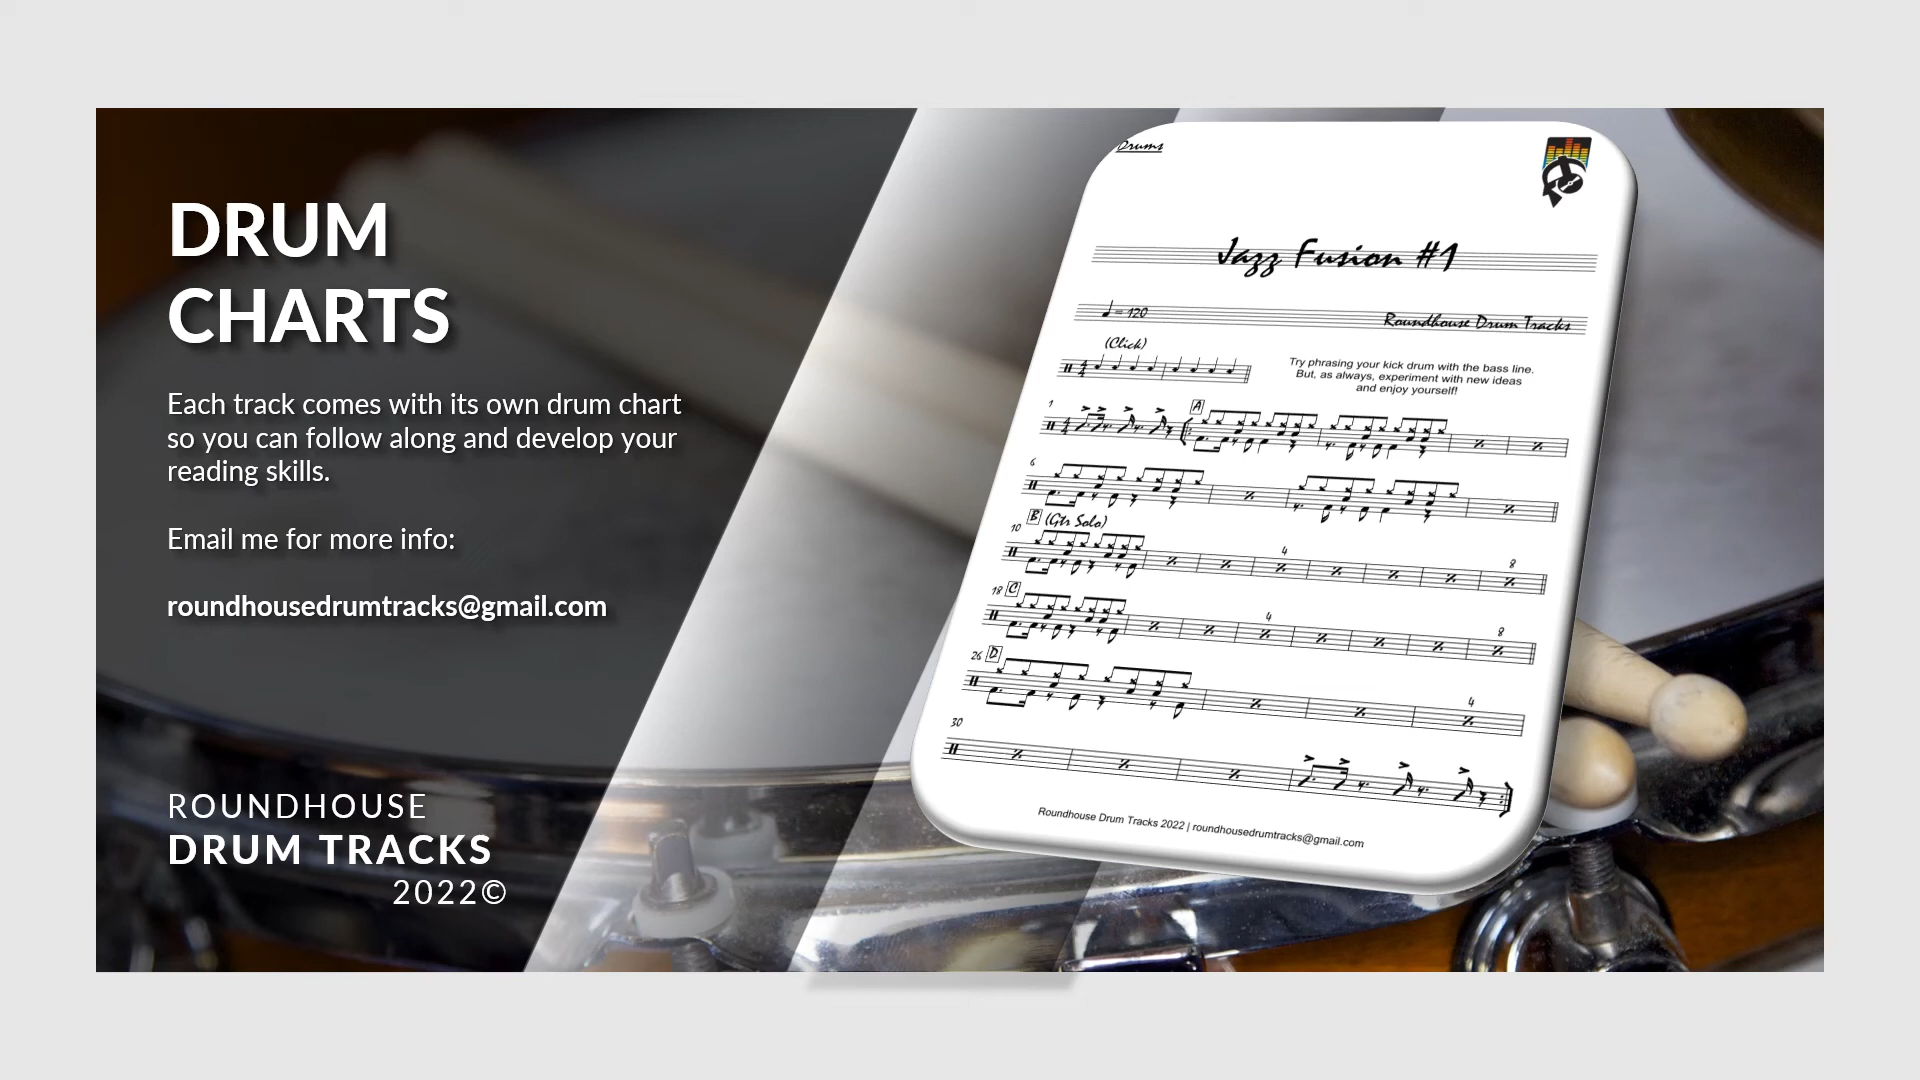 DRUM
CHARTS
Each track comes with its own drum chart
so you can follow along and develop your
reading skills.
Email me for more info:
roundhousedrumtracks@gmail.com
ROUNDHOUSE
DRUM TRACKS
2022©
Drums
Jazz Fusion #1
= 120
Roundhouse Drum Tracks
(Click)
Try phrasing your kick drum with the bass line.
But, as always, experiment with new ideas
and enjoy yourself!
1
A
4
4
4
4
6
B (Gtr Solo)
10
4
8
18 C
4
8
26 D
4
30
Roundhouse Drum Tracks 2022 | roundhousedrumtracks@gmail.com